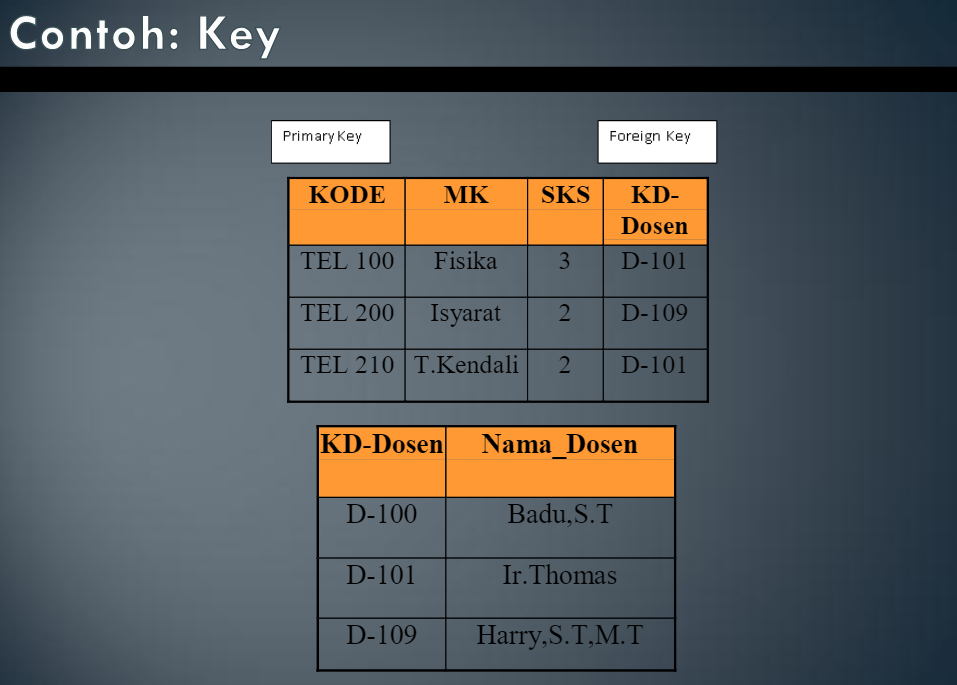 Contoh: Key
Primary Key
Foreign Key
KODE MK SKS KD-
Dosen
TEL 100 Fisika 3 D-101
TEL 200 Isyarat 2 D-109
TEL 210 T.Kendali 2 D-101
KD-Dosen Nama_Dosen
D-100 Badu,S.T
D-101 Ir.Thomas
D-109 Harry,S.T,M.T